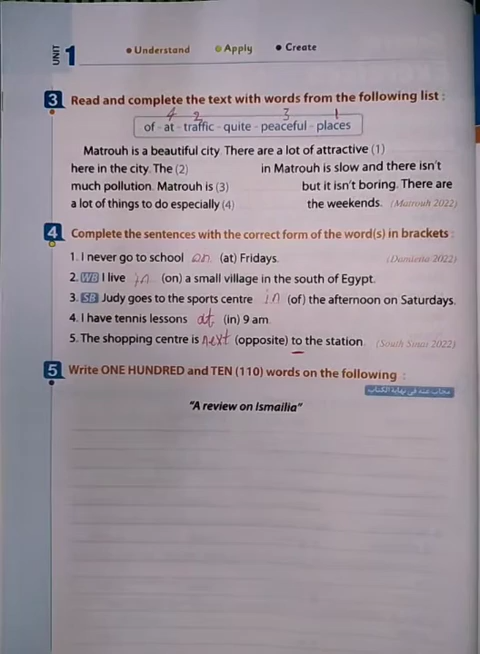 UNIT 1 • Understand • Apply • Create
3 Read and complete the text with words from the following list :
4 2 3 1
of - at - traffic - quite - peaceful - places
Matrouh is a beautiful city. There are a lot of attractive (1)
here in the city. The (2) in Matrouh is slow and there isn't
much pollution. Matrouh is (3) but it isn't boring. There are
a lot of things to do especially (4) the weekends. (Matrouh 2022)
4 Complete the sentences with the correct form of the word(s) in brackets :
1. I never go to school on (at) Fridays. (Damietta 2022)
2. WB I live in (on) a small village in the south of Egypt.
3. SB Judy goes to the sports centre in (of) the afternoon on Saturdays.
4. I have tennis lessons at (in) 9 am.
5. The shopping centre is next (opposite) to the station. (South Sinai 2022)
5 Write ONE HUNDRED and TEN (110) words on the following :
مجاب عنه في نهاية الكتاب
"A review on Ismailia"